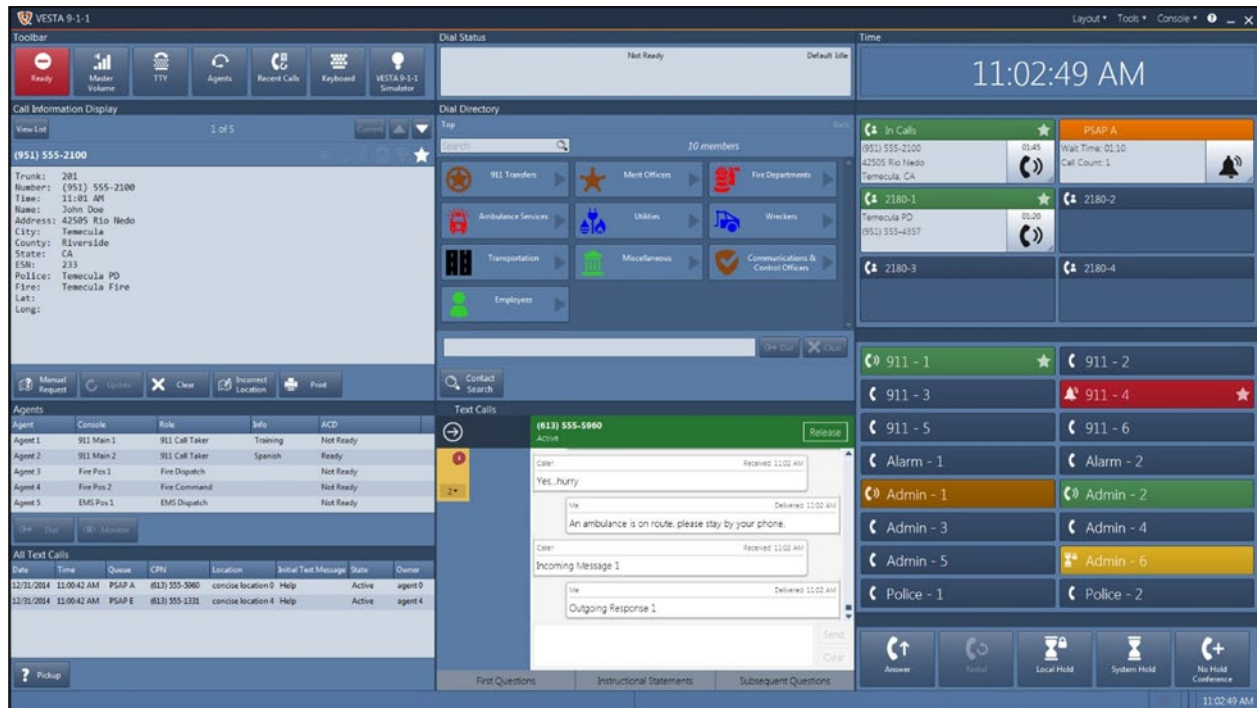 VESTA 9-1-1
Layout Tools Console
Toolbar
Ready
Master Volume
TTY
Agents
Recent Calls
Keyboard
VESTA 9-1-1 Simulator
Dial Status
Not Ready Default Idle
Time
11:02:49 AM
Call Information Display
View List 1 of 5 Current
(951) 555-2100
Trunk: 201
Number: (951) 555-2100
Time: 11:01 AM
Name: John Doe
Address: 42505 Rio Nedo
City: Temecula
County: Riverside
State: CA
ESN: 233
Police: Temecula PD
Fire: Temecula Fire
Lat:
Long:
Manual Request
Update
Clear
Incorrect Location
Print
Dial Directory
Top Back
Search 10 members
911 Transfers
Merit Officers
Fire Departments
Ambulance Services
Utilities
Wreckers
Transportation
Miscellaneous
Communications & Control Officers
Employees
Dial Clear
Contact Search
In Calls
(951) 555-2100 01:45
42505 Rio Nedo
Temecula, CA
PSAP A
Wait Time: 01:10
Call Count: 1
2180-1
Temecula PD 01:20
(951) 555-4357
2180-2
2180-3
2180-4
911 - 1
911 - 2
911 - 3
911 - 4
911 - 5
911 - 6
Alarm - 1
Alarm - 2
Admin - 1
Admin - 2
Admin - 3
Admin - 4
Admin - 5
Admin - 6
Police - 1
Police - 2
Answer
Redial
Local Hold
System Hold
No Hold Conference
Agents
Agent Console Role Info ACD
Agent 1 911 Main 1 911 Call Taker Training Not Ready
Agent 2 911 Main 2 911 Call Taker Spanish Ready
Agent 3 Fire Pos 1 Fire Dispatch Not Ready
Agent 4 Fire Pos 2 Fire Command Not Ready
Agent 5 EMS Pos 1 EMS Dispatch Not Ready
Dial Monitor
All Text Calls
Date Time Queue CPN Location Initial Text Message State Owner
12/31/2014 11:00:42 AM PSAP A (613) 555-5960 concise location 0 Help Active agent 0
12/31/2014 11:00:42 AM PSAP E (613) 555-1331 concise location 4 Help Active agent 4
? Pickup
Text Calls
2
(613) 555-5960
Active
Release
Caller Received 11:02 AM
Yes..hurry
Me Delivered 11:02 AM
An ambulance is on route, please stay by your phone.
Caller Received 11:02 AM
Incoming Message 1
Me Delivered 11:02 AM
Outgoing Response 1
Send
Clear
First Questions
Instructional Statements
Subsequent Questions
11:02:49 AM